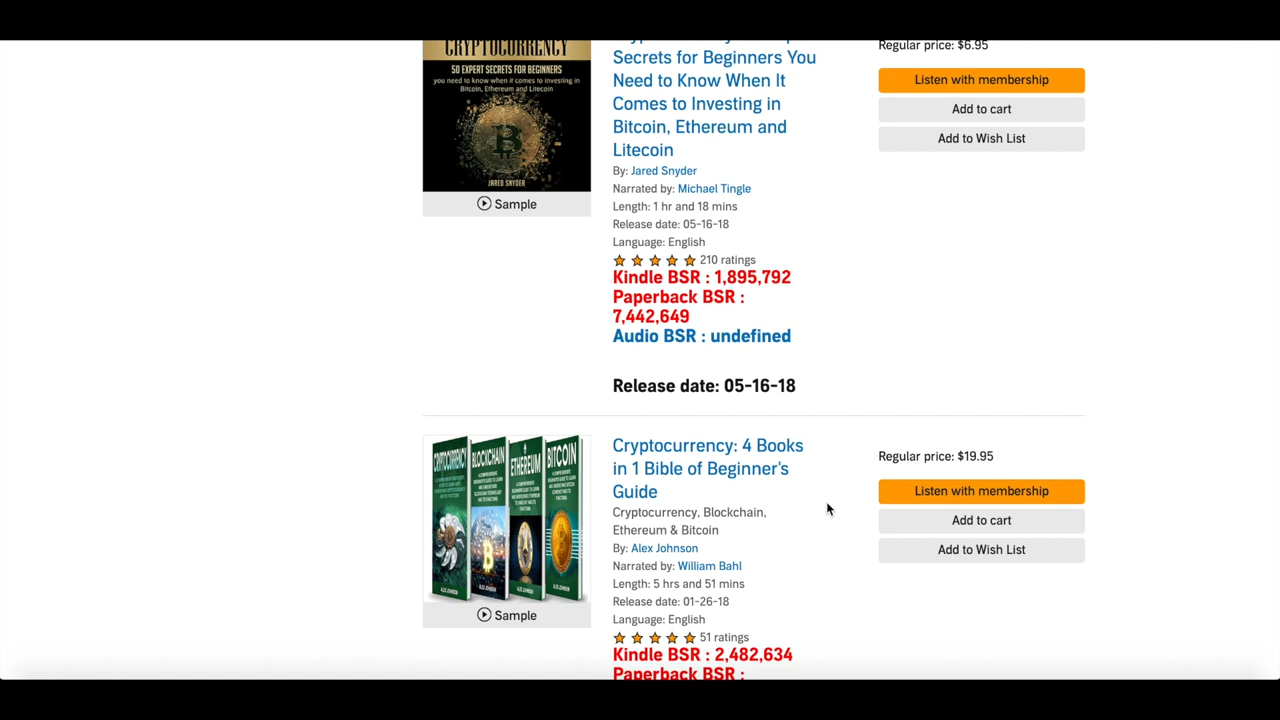 CRYPTOCURRENCY
50 EXPERT SECRETS FOR BEGINNERS
you need to know when it comes to investing in
Bitcoin, Ethereum and Litecoin
JARED SNYDER
Sample
Secrets for Beginners You
Need to Know When It
Comes to Investing in
Bitcoin, Ethereum and
Litecoin
By: Jared Snyder
Narrated by: Michael Tingle
Length: 1 hr and 18 mins
Release date: 05-16-18
Language: English
210 ratings
Kindle BSR : 1,895,792
Paperback BSR :
7,442,649
Audio BSR : undefined
Release date: 05-16-18
Regular price: $6.95
Listen with membership
Add to cart
Add to Wish List
CRYPTOCURRENCY
BLOCKCHAIN
ETHEREUM
BITCOIN
ALEX JOHNSON
ALEX JOHNSON
ALEX JOHNSON
ALEX JOHNSON
Sample
Cryptocurrency: 4 Books
in 1 Bible of Beginner's
Guide
Cryptocurrency, Blockchain,
Ethereum & Bitcoin
By: Alex Johnson
Narrated by: William Bahl
Length: 5 hrs and 51 mins
Release date: 01-26-18
Language: English
51 ratings
Kindle BSR : 2,482,634
Paperback BSR :
Regular price: $19.95
Listen with membership
Add to cart
Add to Wish List